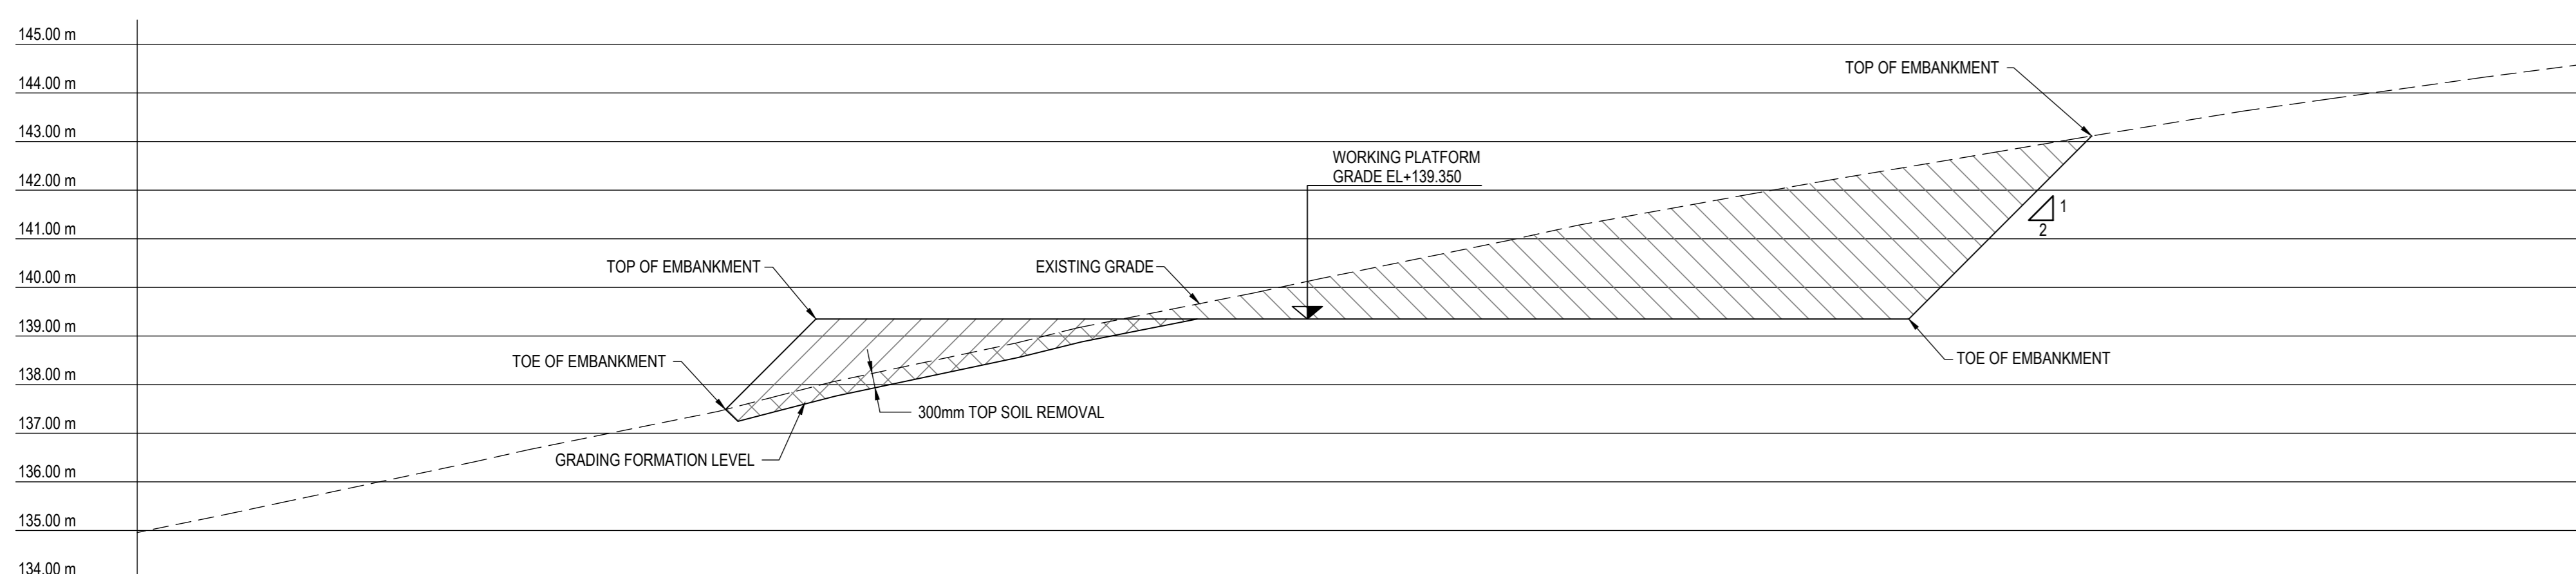 145.00 m
TOP OF EMBANKMENT
144.00 m
143.00 m
WORKING PLATFORM
GRADE EL+139.350
142.00 m
1
2
141.00 m
TOP OF EMBANKMENT
EXISTING GRADE
140.00 m
139.00 m
TOE OF EMBANKMENT
TOE OF EMBANKMENT
138.00 m
300mm TOP SOIL REMOVAL
137.00 m
GRADING FORMATION LEVEL
136.00 m
135.00 m
134.00 m